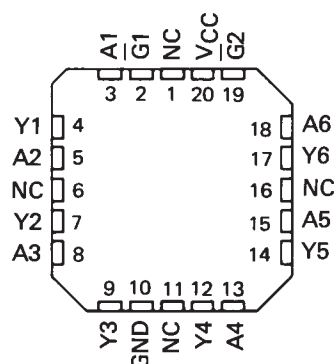 A1 G̅1 NC VCC G̅2
3 2 1 20 19
Y1 4 18 A6
A2 5 17 Y6
NC 6 16 NC
Y2 7 15 A5
A3 8 14 Y5
9 10 11 12 13
Y3 GND NC Y4 A4